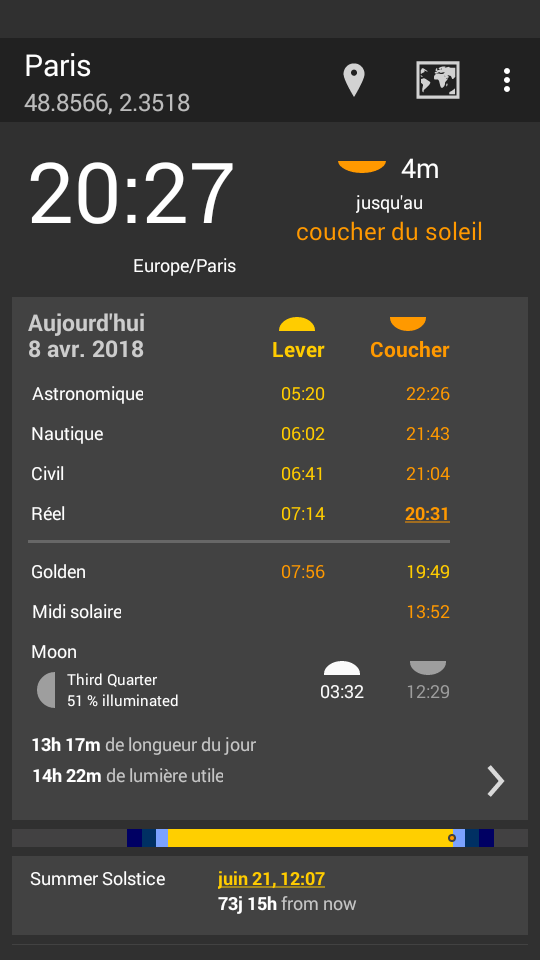 Paris
48.8566, 2.3518
20:27
4m
jusqu'au
coucher du soleil
Europe/Paris
Aujourd'hui
8 avr. 2018
Lever Coucher
Astronomique 05:20 22:26
Nautique 06:02 21:43
Civil 06:41 21:04
Réel 07:14 20:31
Golden 07:56 19:49
Midi solaire 13:52
Moon
Third Quarter
51 % illuminated
03:32 12:29
13h 17m de longueur du jour
14h 22m de lumière utile
Summer Solstice juin 21, 12:07
73j 15h from now